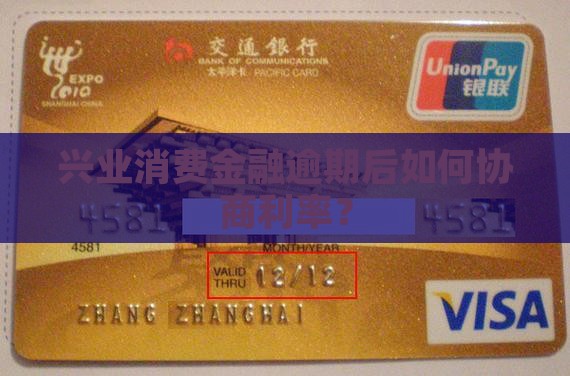 EXPO
2010
SHANGHAI CHINA
交通銀行
BANK OF COMMUNICATIONS
太平洋卡 PACIFIC CARD
UnionPay
银联
兴业消费金融逾期后如何协
商利率?
4581
4581
4581
MONTH/YEAR
VALID
THRU 12/12
ZHANG ZHANGHAI
VISA